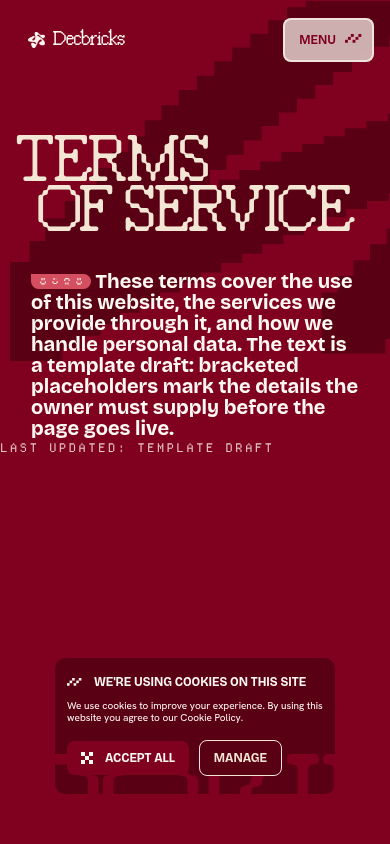 Decbricks
MENU
TERMS
OF SERVICE
These terms cover the use
of this website, the services we
provide through it, and how we
handle personal data. The text is
a template draft: bracketed
placeholders mark the details the
owner must supply before the
page goes live.
LAST UPDATED: TEMPLATE DRAFT
WE'RE USING COOKIES ON THIS SITE
We use cookies to improve your experience. By using this
website you agree to our Cookie Policy.
ACCEPT ALL
MANAGE